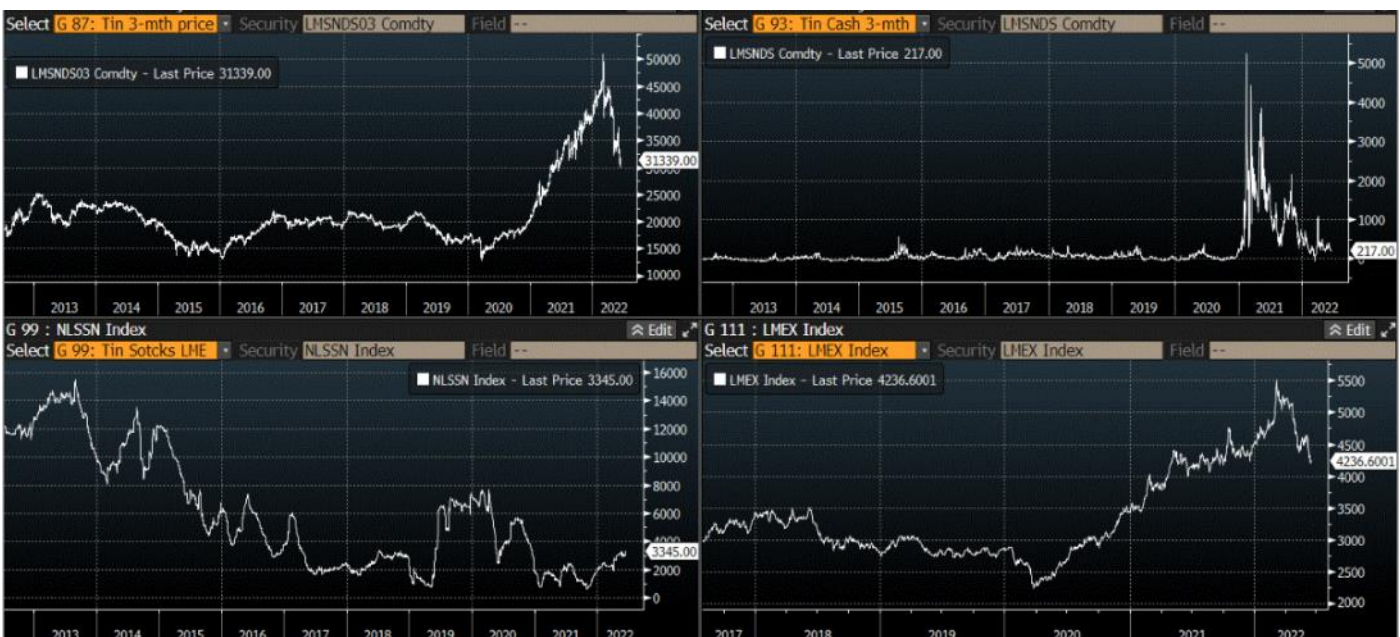 Select G 87: Tin 3-mth price Security LMSNDS03 Comdty Field --
LMSNDS03 Comdty - Last Price 31339.00
50000
45000
40000
35000
31339.00
30000
25000
20000
15000
10000
2013 2014 2015 2016 2017 2018 2019 2020 2021 2022
Select G 93: Tin Cash 3-mth Security LMSNDS Comdty Field --
LMSNDS Comdty - Last Price 217.00
5000
4000
3000
2000
1000
217.00
0
2013 2014 2015 2016 2017 2018 2019 2020 2021 2022
G 99 : NLSSN Index Edit
Select G 99: Tin Sotcks LME Security NLSSN Index Field --
NLSSN Index - Last Price 3345.00
16000
14000
12000
10000
8000
6000
4000
3345.00
2000
0
2013 2014 2015 2016 2017 2018 2019 2020 2021 2022
G 111 : LMEX Index Edit
Select G 111: LMEX Index Security LMEX Index Field --
LMEX Index - Last Price 4236.6001
5500
5000
4500
4236.6001
4000
3500
3000
2500
2000
2017 2018 2019 2020 2021 2022